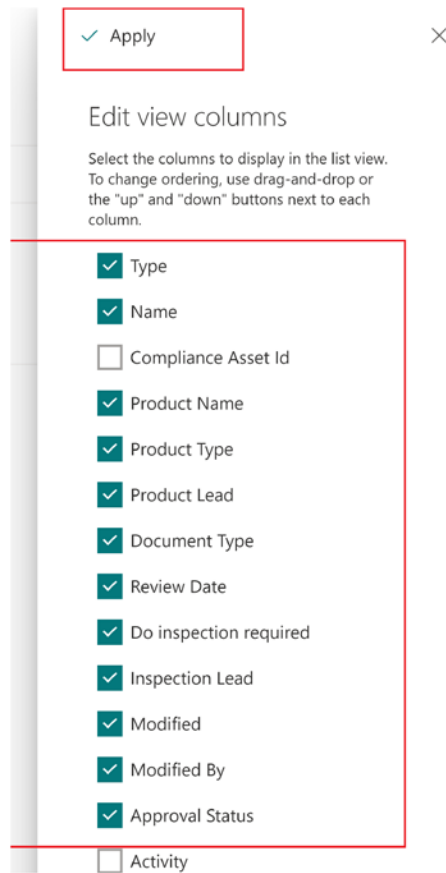 Apply
Edit view columns
Select the columns to display in the list view.
To change ordering, use drag-and-drop or
the "up" and "down" buttons next to each
column.
Type
Name
Compliance Asset Id
Product Name
Product Type
Product Lead
Document Type
Review Date
Do inspection required
Inspection Lead
Modified
Modified By
Approval Status
Activity